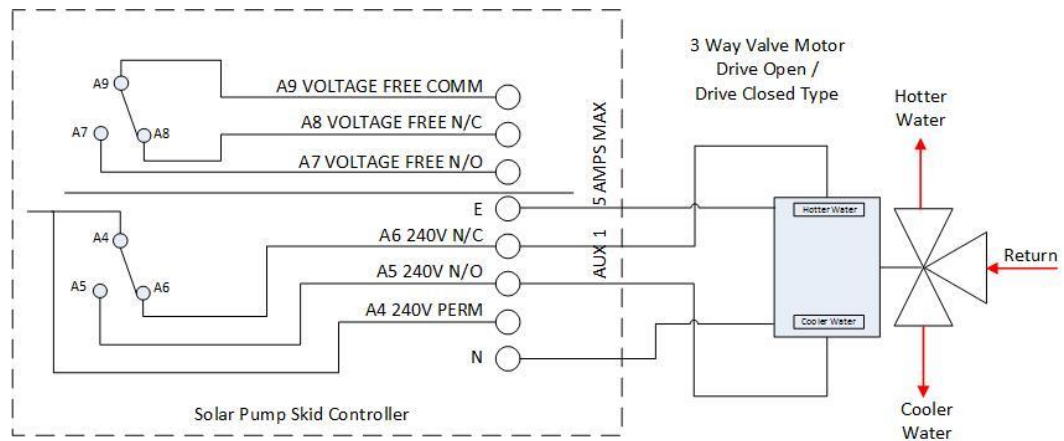 3 Way Valve Motor
Drive Open /
Drive Closed Type
A9
A9 VOLTAGE FREE COMM
A7
A8
A8 VOLTAGE FREE N/C
A7 VOLTAGE FREE N/O
5 AMPS MAX
AUX 1
E
A4
A6 240V N/C
A5
A6
A5 240V N/O
A4 240V PERM
N
Solar Pump Skid Controller
Hotter Water
Cooler Water
Hotter
Water
Return
Cooler
Water